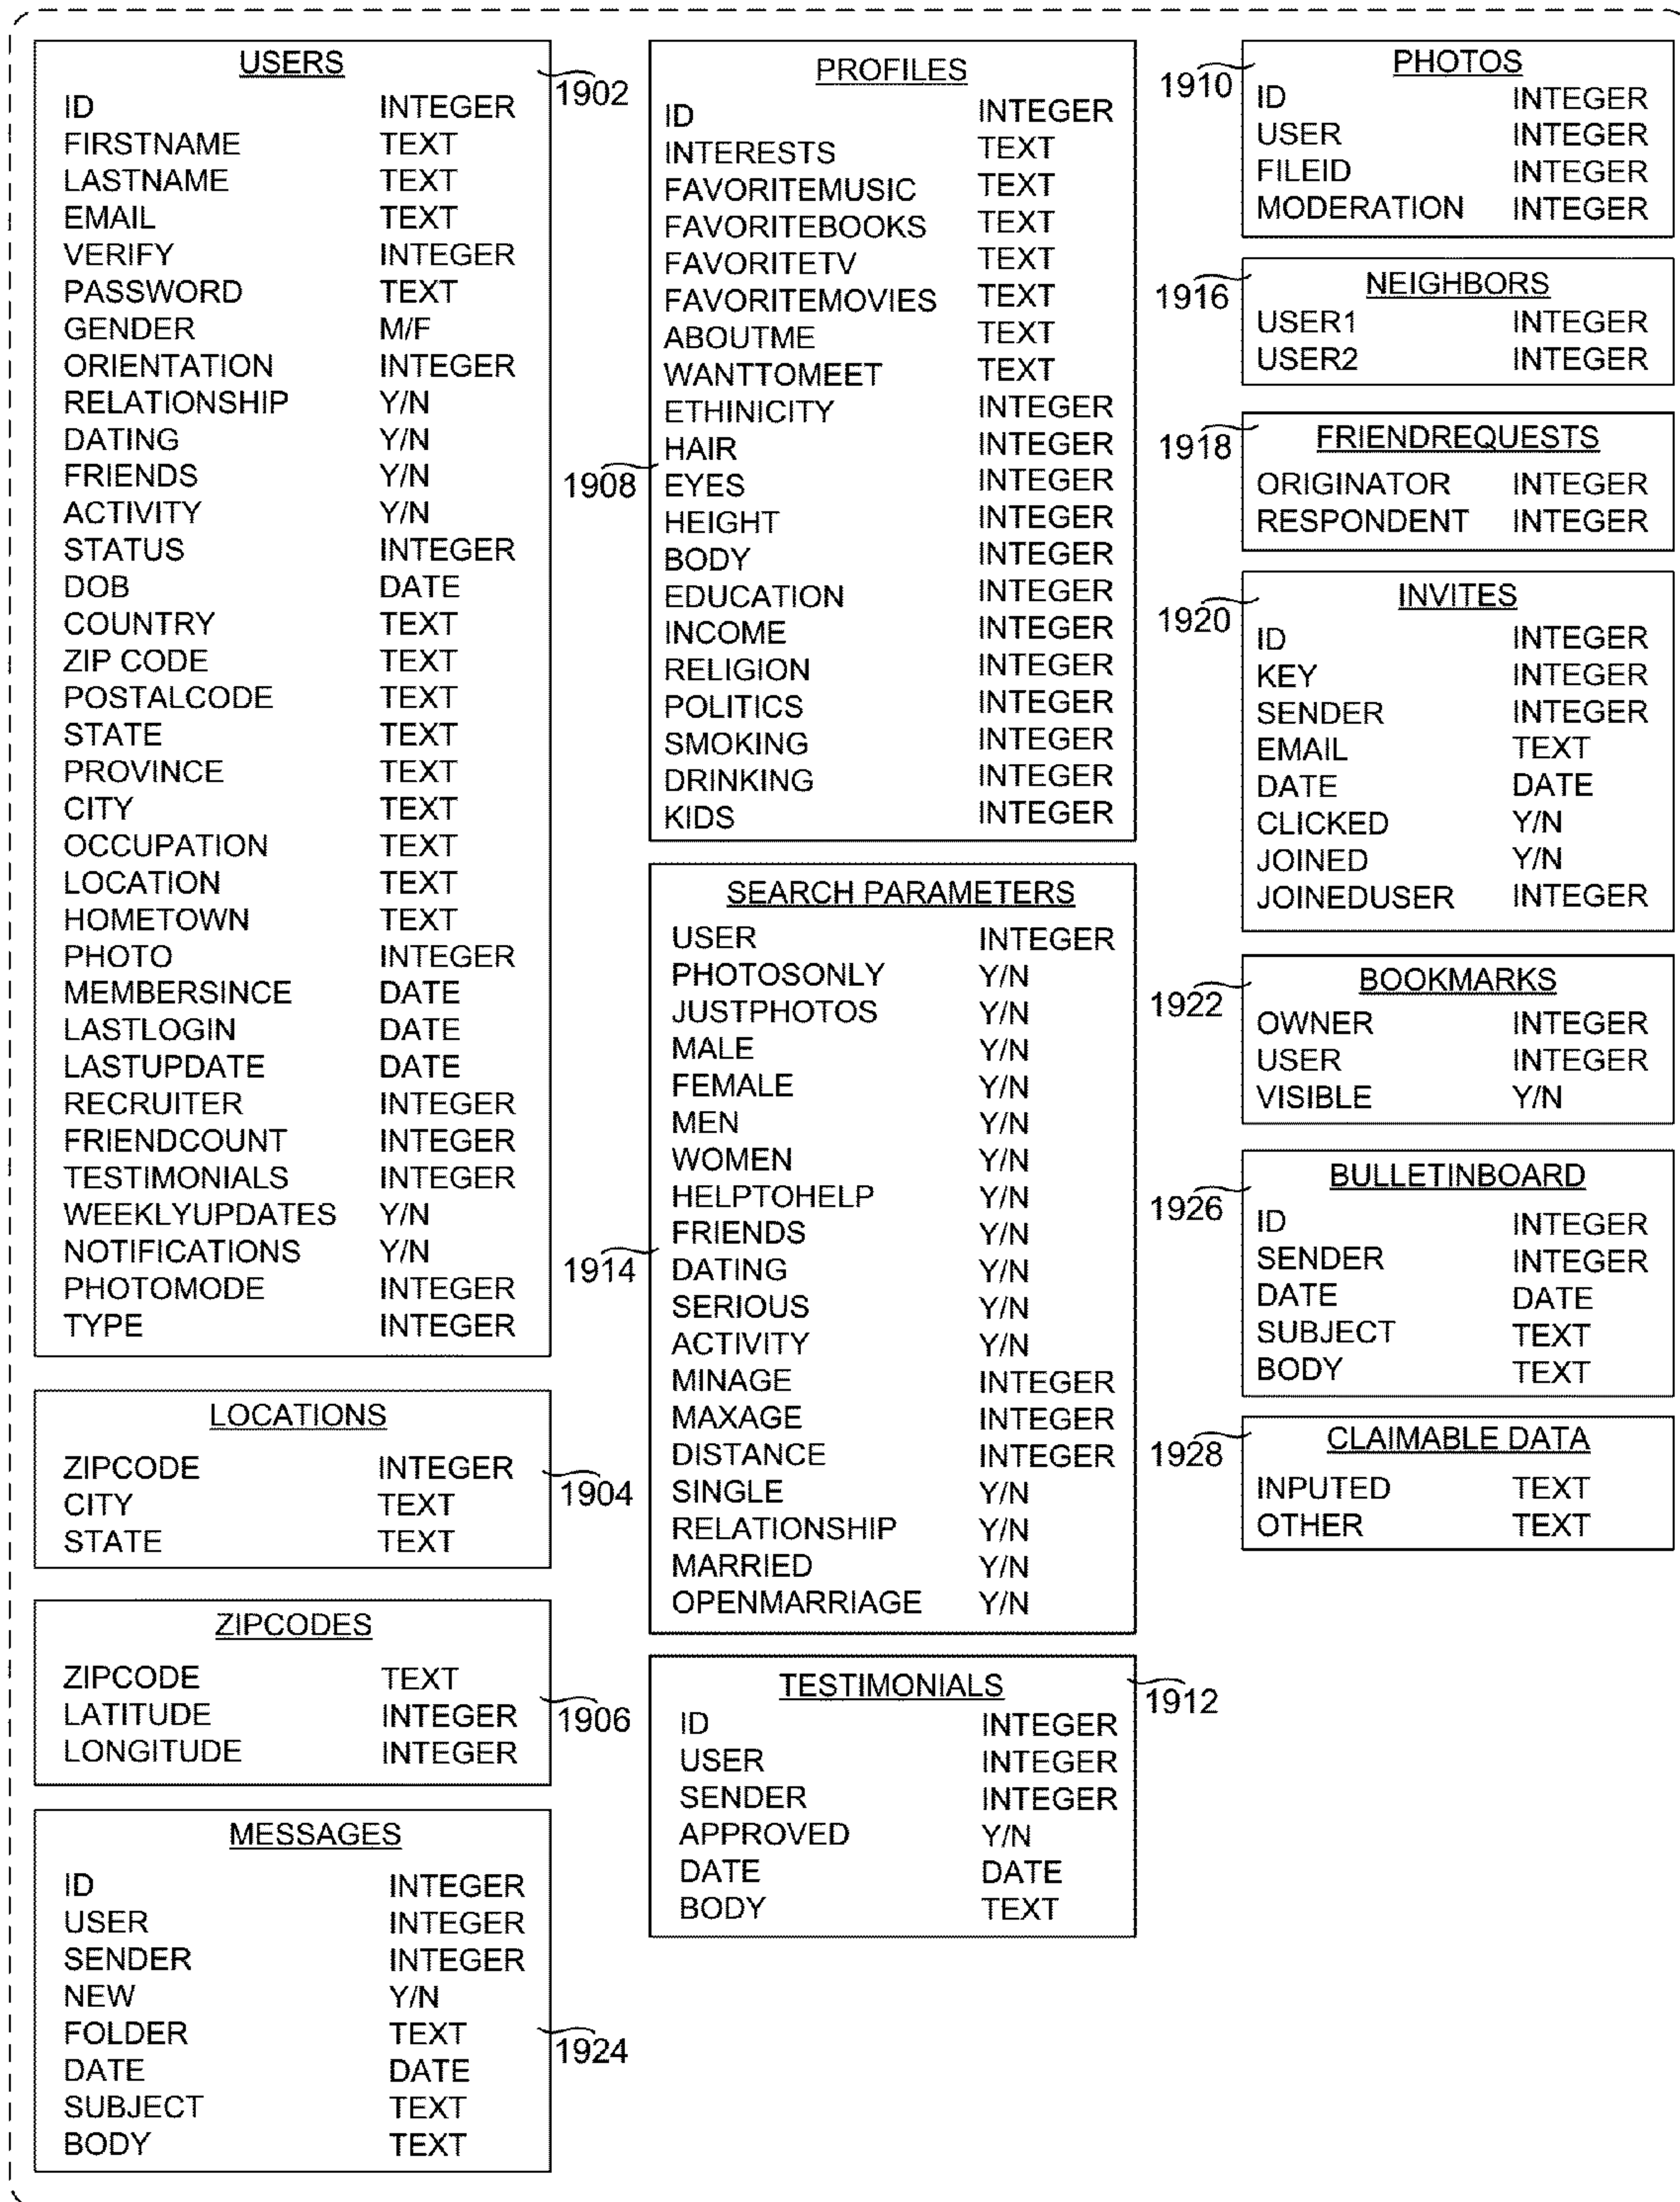 USERS
1902
ID INTEGER
FIRSTNAME TEXT
LASTNAME TEXT
EMAIL TEXT
VERIFY INTEGER
PASSWORD TEXT
GENDER M/F
ORIENTATION INTEGER
RELATIONSHIP Y/N
DATING Y/N
FRIENDS Y/N
ACTIVITY Y/N
STATUS INTEGER
DOB DATE
COUNTRY TEXT
ZIP CODE TEXT
POSTALCODE TEXT
STATE TEXT
PROVINCE TEXT
CITY TEXT
OCCUPATION TEXT
LOCATION TEXT
HOMETOWN TEXT
PHOTO INTEGER
MEMBERSINCE DATE
LASTLOGIN DATE
LASTUPDATE DATE
RECRUITER INTEGER
FRIENDCOUNT INTEGER
TESTIMONIALS INTEGER
WEEKLYUPDATES Y/N
NOTIFICATIONS Y/N
PHOTOMODE INTEGER
TYPE INTEGER
LOCATIONS
ZIPCODE INTEGER
1904
CITY TEXT
STATE TEXT
ZIPCODES
ZIPCODE TEXT
LATITUDE INTEGER
1906
LONGITUDE INTEGER
MESSAGES
ID INTEGER
USER INTEGER
SENDER INTEGER
NEW Y/N
FOLDER TEXT
1924
DATE DATE
SUBJECT TEXT
BODY TEXT
PROFILES
ID INTEGER
INTERESTS TEXT
FAVORITEMUSIC TEXT
FAVORITEBOOKS TEXT
FAVORITETV TEXT
FAVORITEMOVIES TEXT
ABOUTME TEXT
WANTTOMEET TEXT
ETHINICITY INTEGER
HAIR INTEGER
1908
EYES INTEGER
HEIGHT INTEGER
BODY INTEGER
EDUCATION INTEGER
INCOME INTEGER
RELIGION INTEGER
POLITICS INTEGER
SMOKING INTEGER
DRINKING INTEGER
KIDS INTEGER
SEARCH PARAMETERS
USER INTEGER
PHOTOSONLY Y/N
JUSTPHOTOS Y/N
MALE Y/N
FEMALE Y/N
MEN Y/N
WOMEN Y/N
HELPTOHELP Y/N
FRIENDS Y/N
1914
DATING Y/N
SERIOUS Y/N
ACTIVITY Y/N
MINAGE INTEGER
MAXAGE INTEGER
DISTANCE INTEGER
SINGLE Y/N
RELATIONSHIP Y/N
MARRIED Y/N
OPENMARRIAGE Y/N
TESTIMONIALS
1912
ID INTEGER
USER INTEGER
SENDER INTEGER
APPROVED Y/N
DATE DATE
BODY TEXT
PHOTOS
1910
ID INTEGER
USER INTEGER
FILEID INTEGER
MODERATION INTEGER
NEIGHBORS
1916
USER1 INTEGER
USER2 INTEGER
FRIENDREQUESTS
1918
ORIGINATOR INTEGER
RESPONDENT INTEGER
INVITES
1920
ID INTEGER
KEY INTEGER
SENDER INTEGER
EMAIL TEXT
DATE DATE
CLICKED Y/N
JOINED Y/N
JOINEDUSER INTEGER
BOOKMARKS
1922
OWNER INTEGER
USER INTEGER
VISIBLE Y/N
BULLETINBOARD
1926
ID INTEGER
SENDER INTEGER
DATE DATE
SUBJECT TEXT
BODY TEXT
CLAIMABLE DATA
1928
INPUTED TEXT
OTHER TEXT